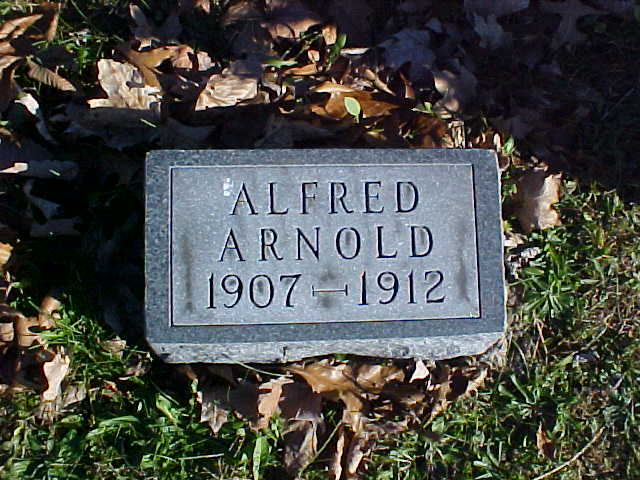 ALFRED
ARNOLD
1907 — 1912